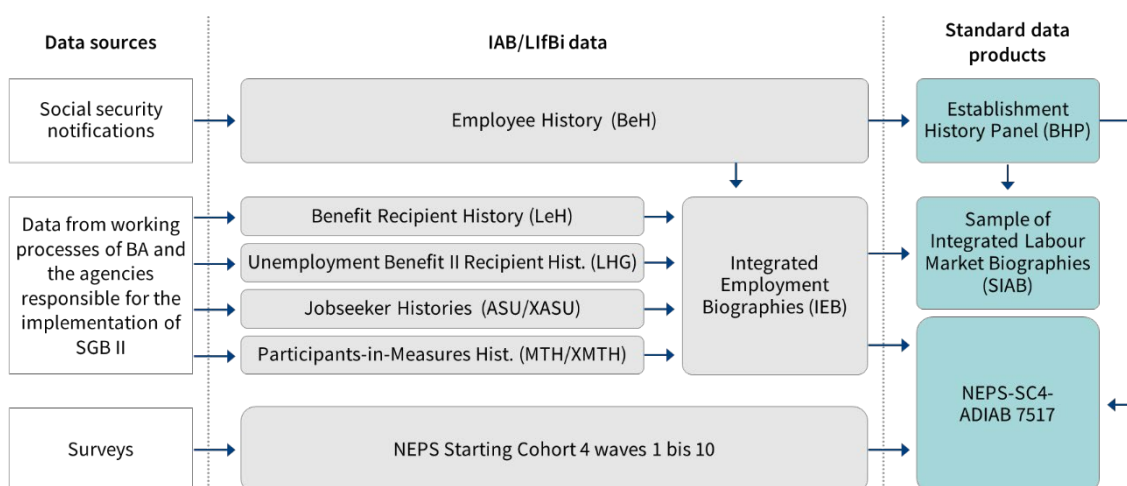 Data sources
IAB/LIfBi data
Standard data
products
Social security
notifications
Employee History (BeH)
Establishment
History Panel (BHP)
Data from working
processes of BA and
the agencies
responsible for the
implementation of
SGB II
Benefit Recipient History (LeH)
Unemployment Benefit II Recipient Hist. (LHG)
Jobseeker Histories (ASU/XASU)
Participants-in-Measures Hist. (MTH/XMTH)
Integrated
Employment
Biographies (IEB)
Sample of
Integrated Labour
Market Biographies
(SIAB)
Surveys
NEPS Starting Cohort 4 waves 1 bis 10
NEPS-SC4-
ADIAB 7517